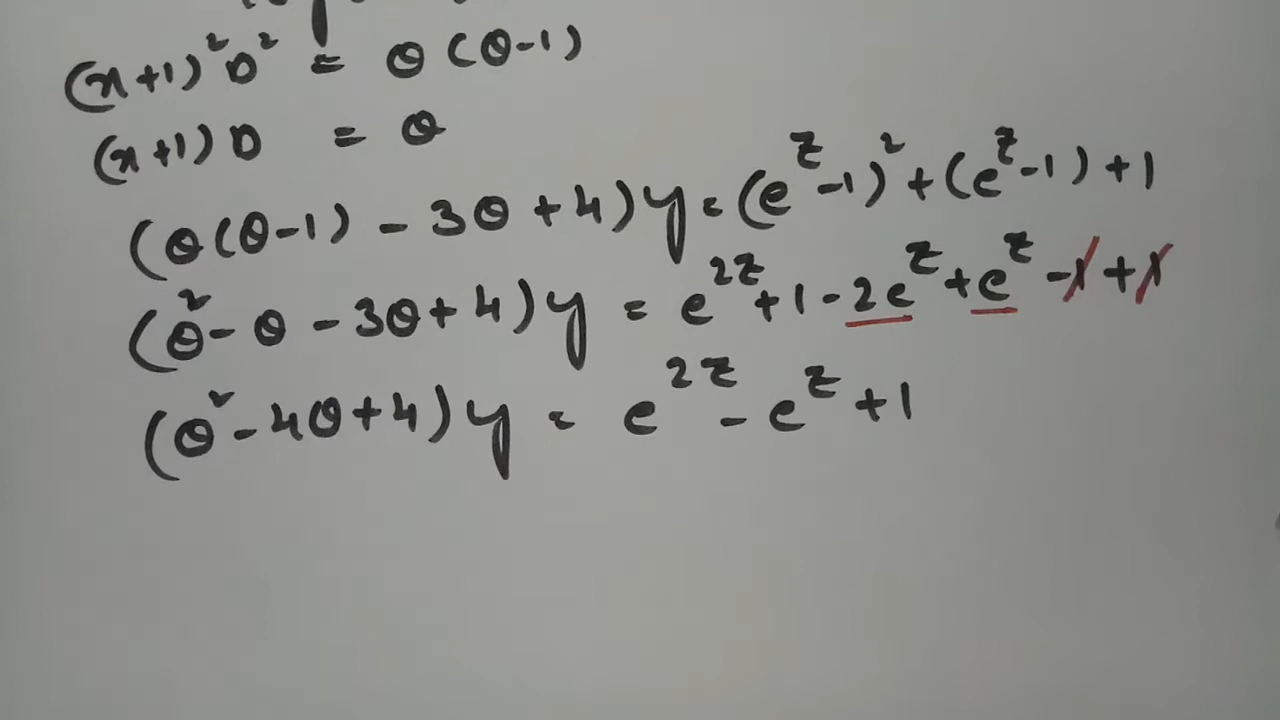 (x+1)²D² = θ(θ-1)
(x+1)D = θ
(θ(θ-1) - 3θ + 4)y = (e^z - 1)² + (e^z - 1) + 1
(θ² - θ - 3θ + 4)y = e^2z + 1 - 2e^z + e^z - 1 + 1
(θ² - 4θ + 4)y = e^2z - e^z + 1